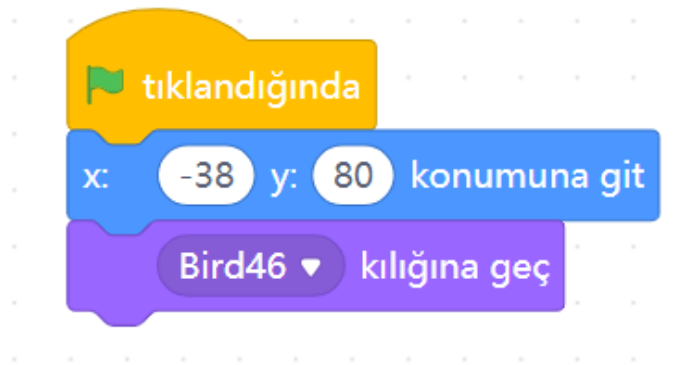 tıklandığında
x: -38 y: 80 konumuna git
Bird46 kılığına geç